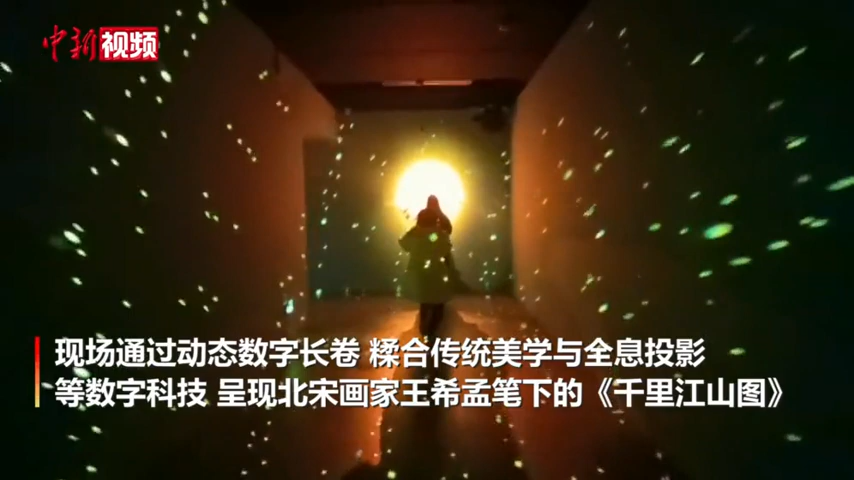 中新视频
现场通过动态数字长卷 糅合传统美学与全息投影
等数字科技 呈现北宋画家王希孟笔下的《千里江山图》